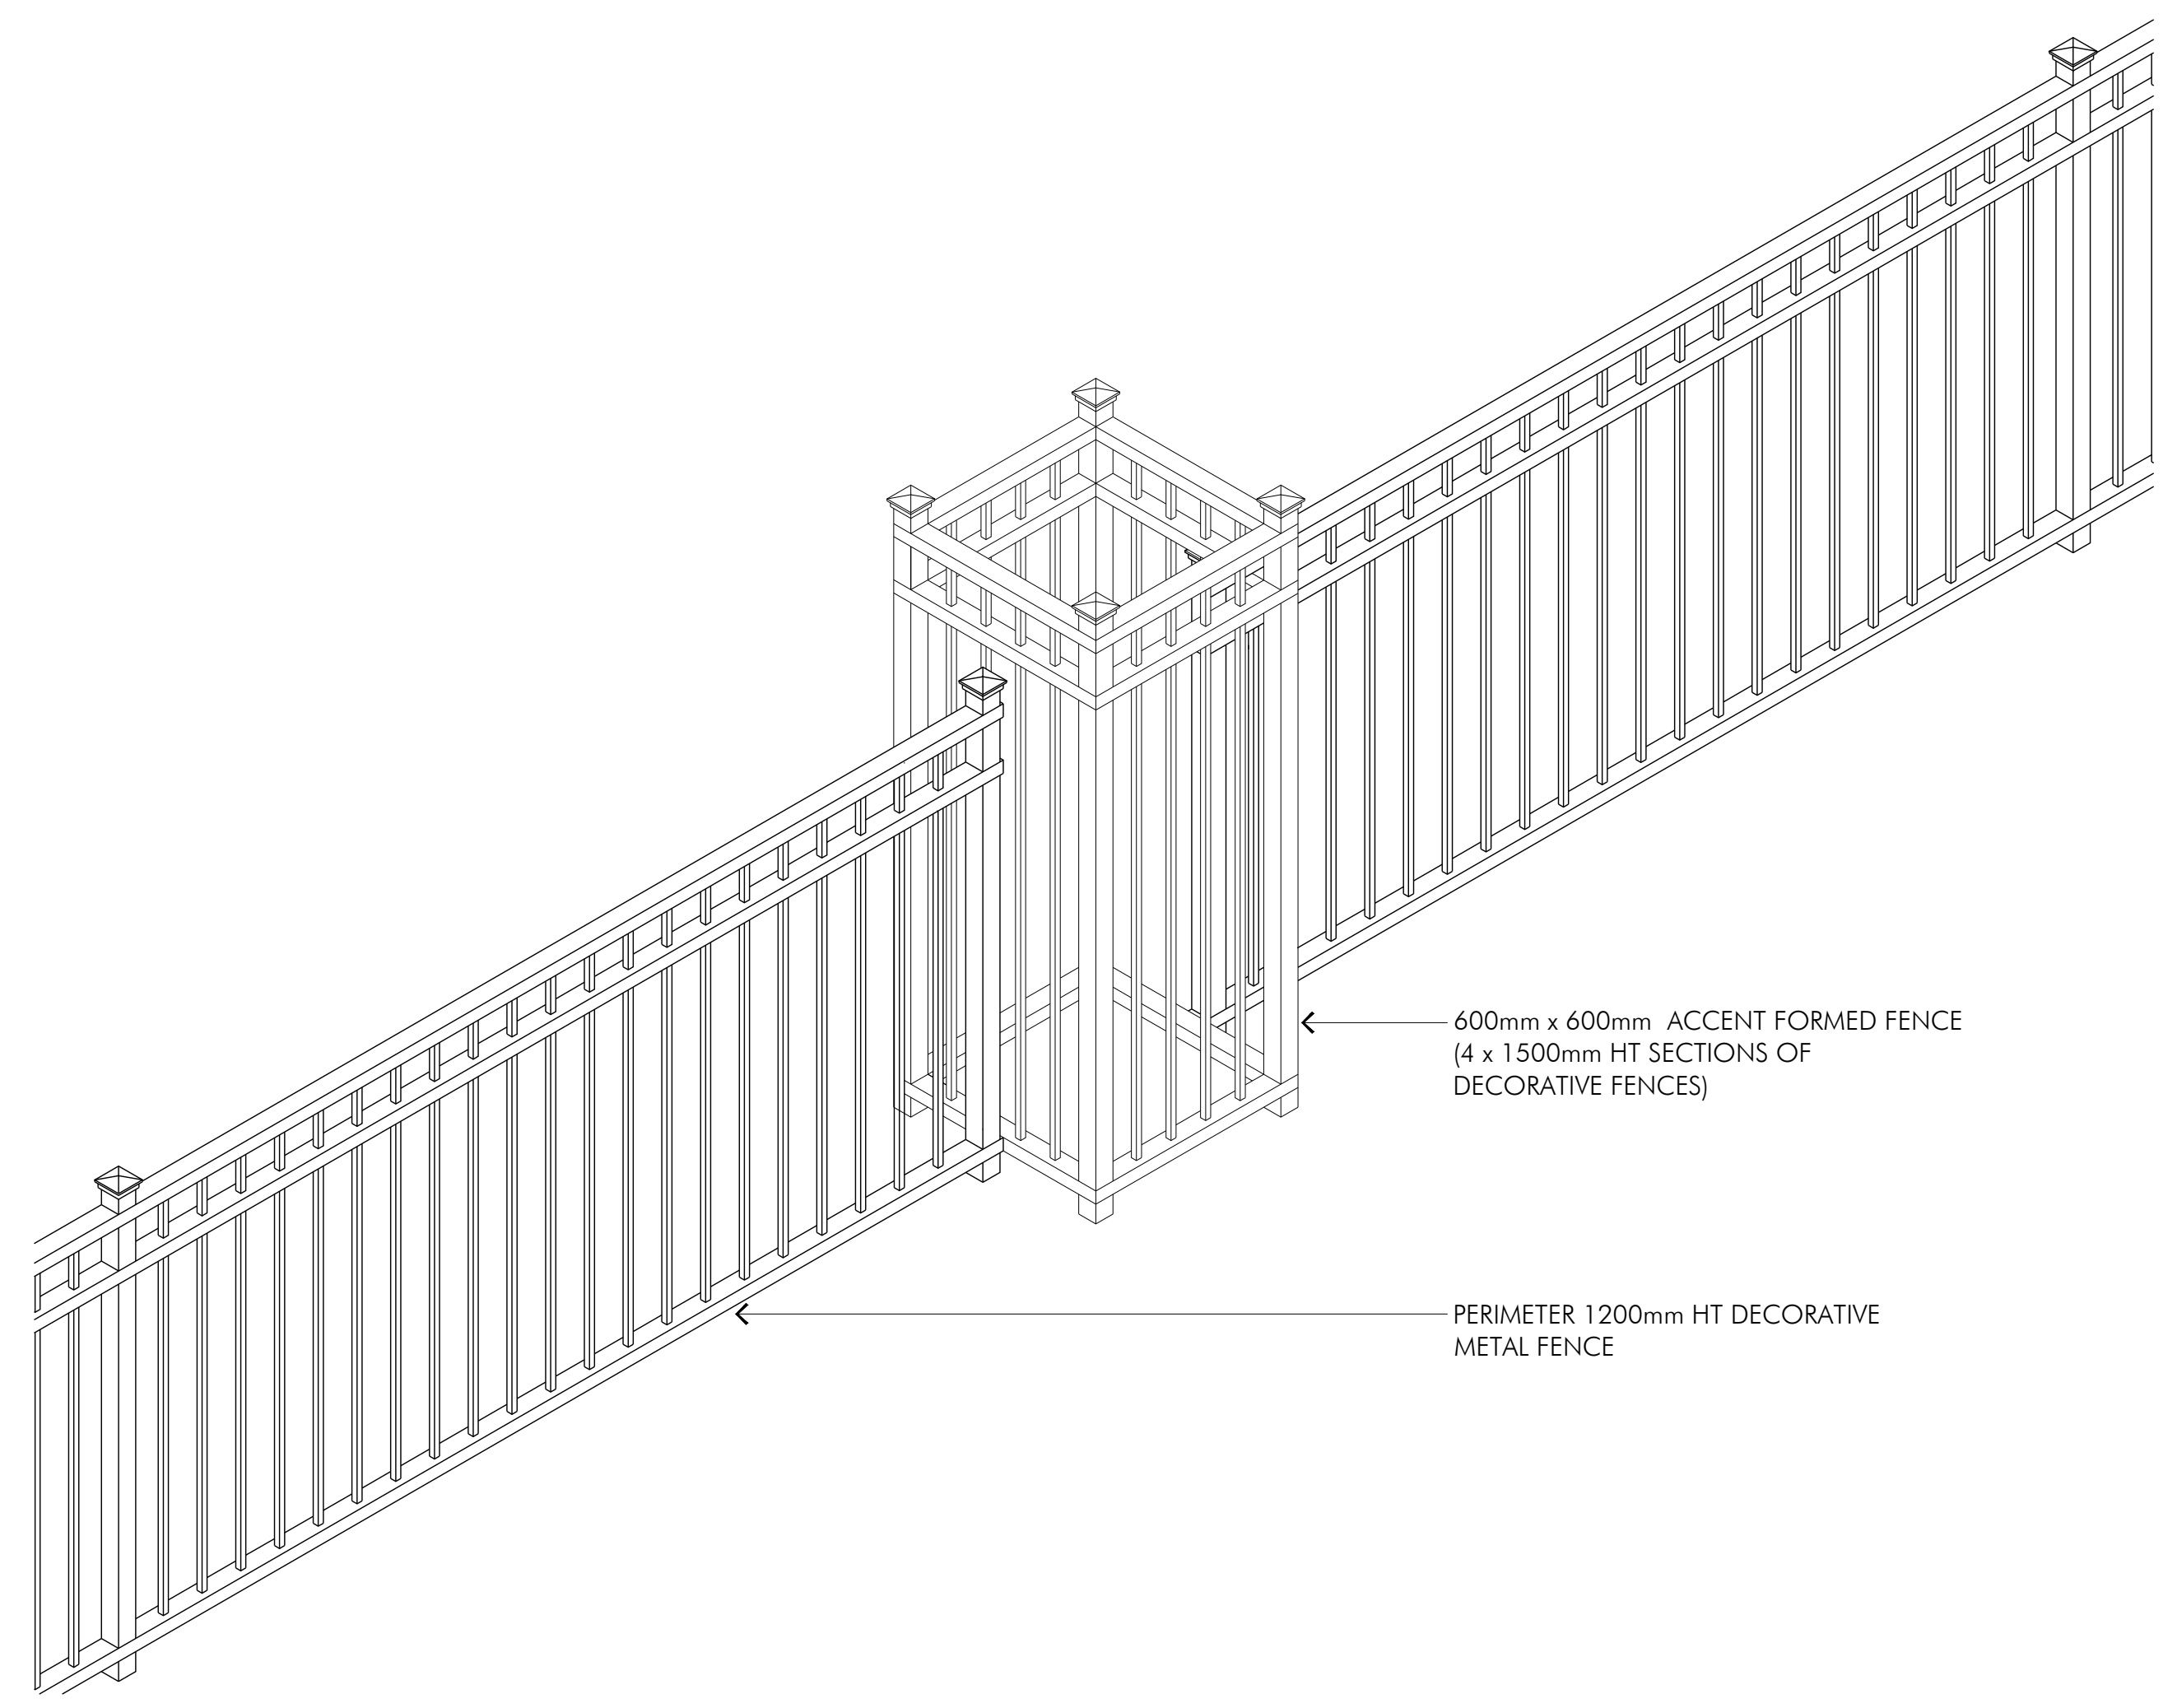 600mm x 600mm ACCENT FORMED FENCE
(4 x 1500mm HT SECTIONS OF
DECORATIVE FENCES)
PERIMETER 1200mm HT DECORATIVE
METAL FENCE